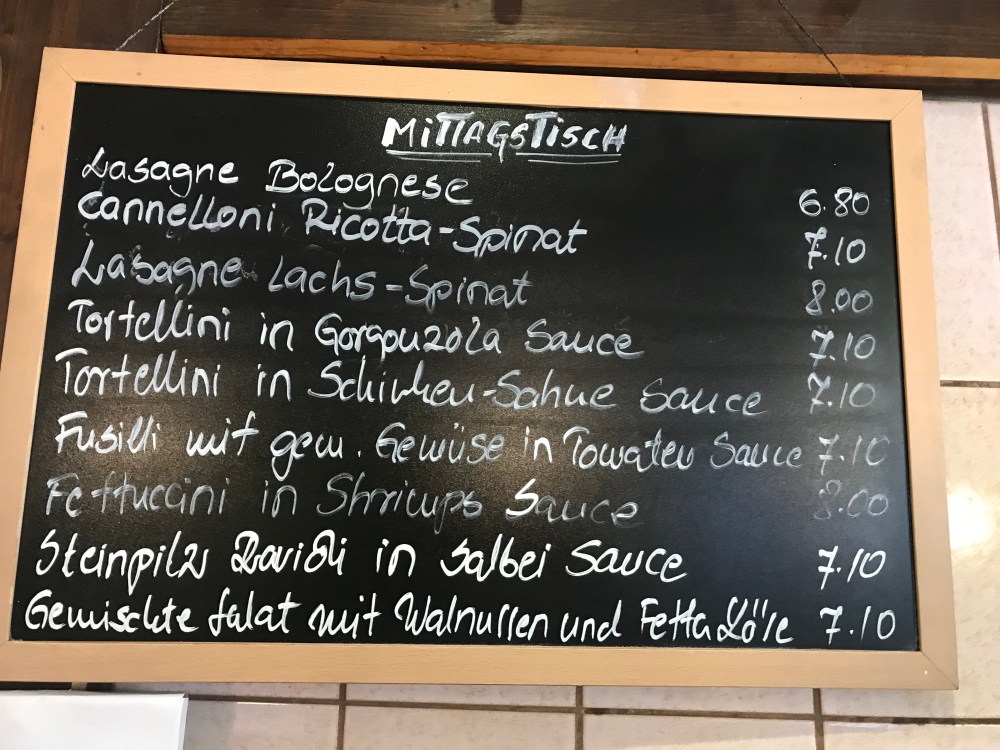 MiTTAGSTiSCH
Lasagne Bolognese 6.80
Cannelloni Ricotta-Spinat 7.10
Lasagne Lachs-Spinat 8.00
Tortellini in Gorgonzola Sauce 7.10
Tortellini in Schinken-Sahne Sauce 7.10
Fusilli mit gem. Gemüse in Tomaten Sauce 7.10
Fettuccini in Shrimps Sauce 8.00
Steinpilz Ravioli in Salbei Sauce 7.10
Gemischte Salat mit Walnussen und Fetta Käse 7.10